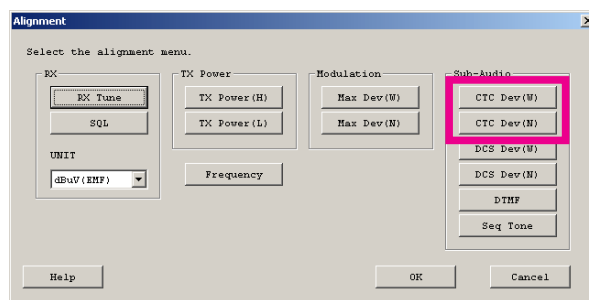 Alignment
Select the alignment menu.
RX
RX Tune
SQL
UNIT
dBuV(EMF)
TX Power
TX Power(H)
TX Power(L)
Frequency
Modulation
Max Dev(W)
Max Dev(N)
Sub-Audio
CTC Dev(W)
CTC Dev(N)
DCS Dev(W)
DCS Dev(N)
DTMF
Seq Tone
Help
OK
Cancel